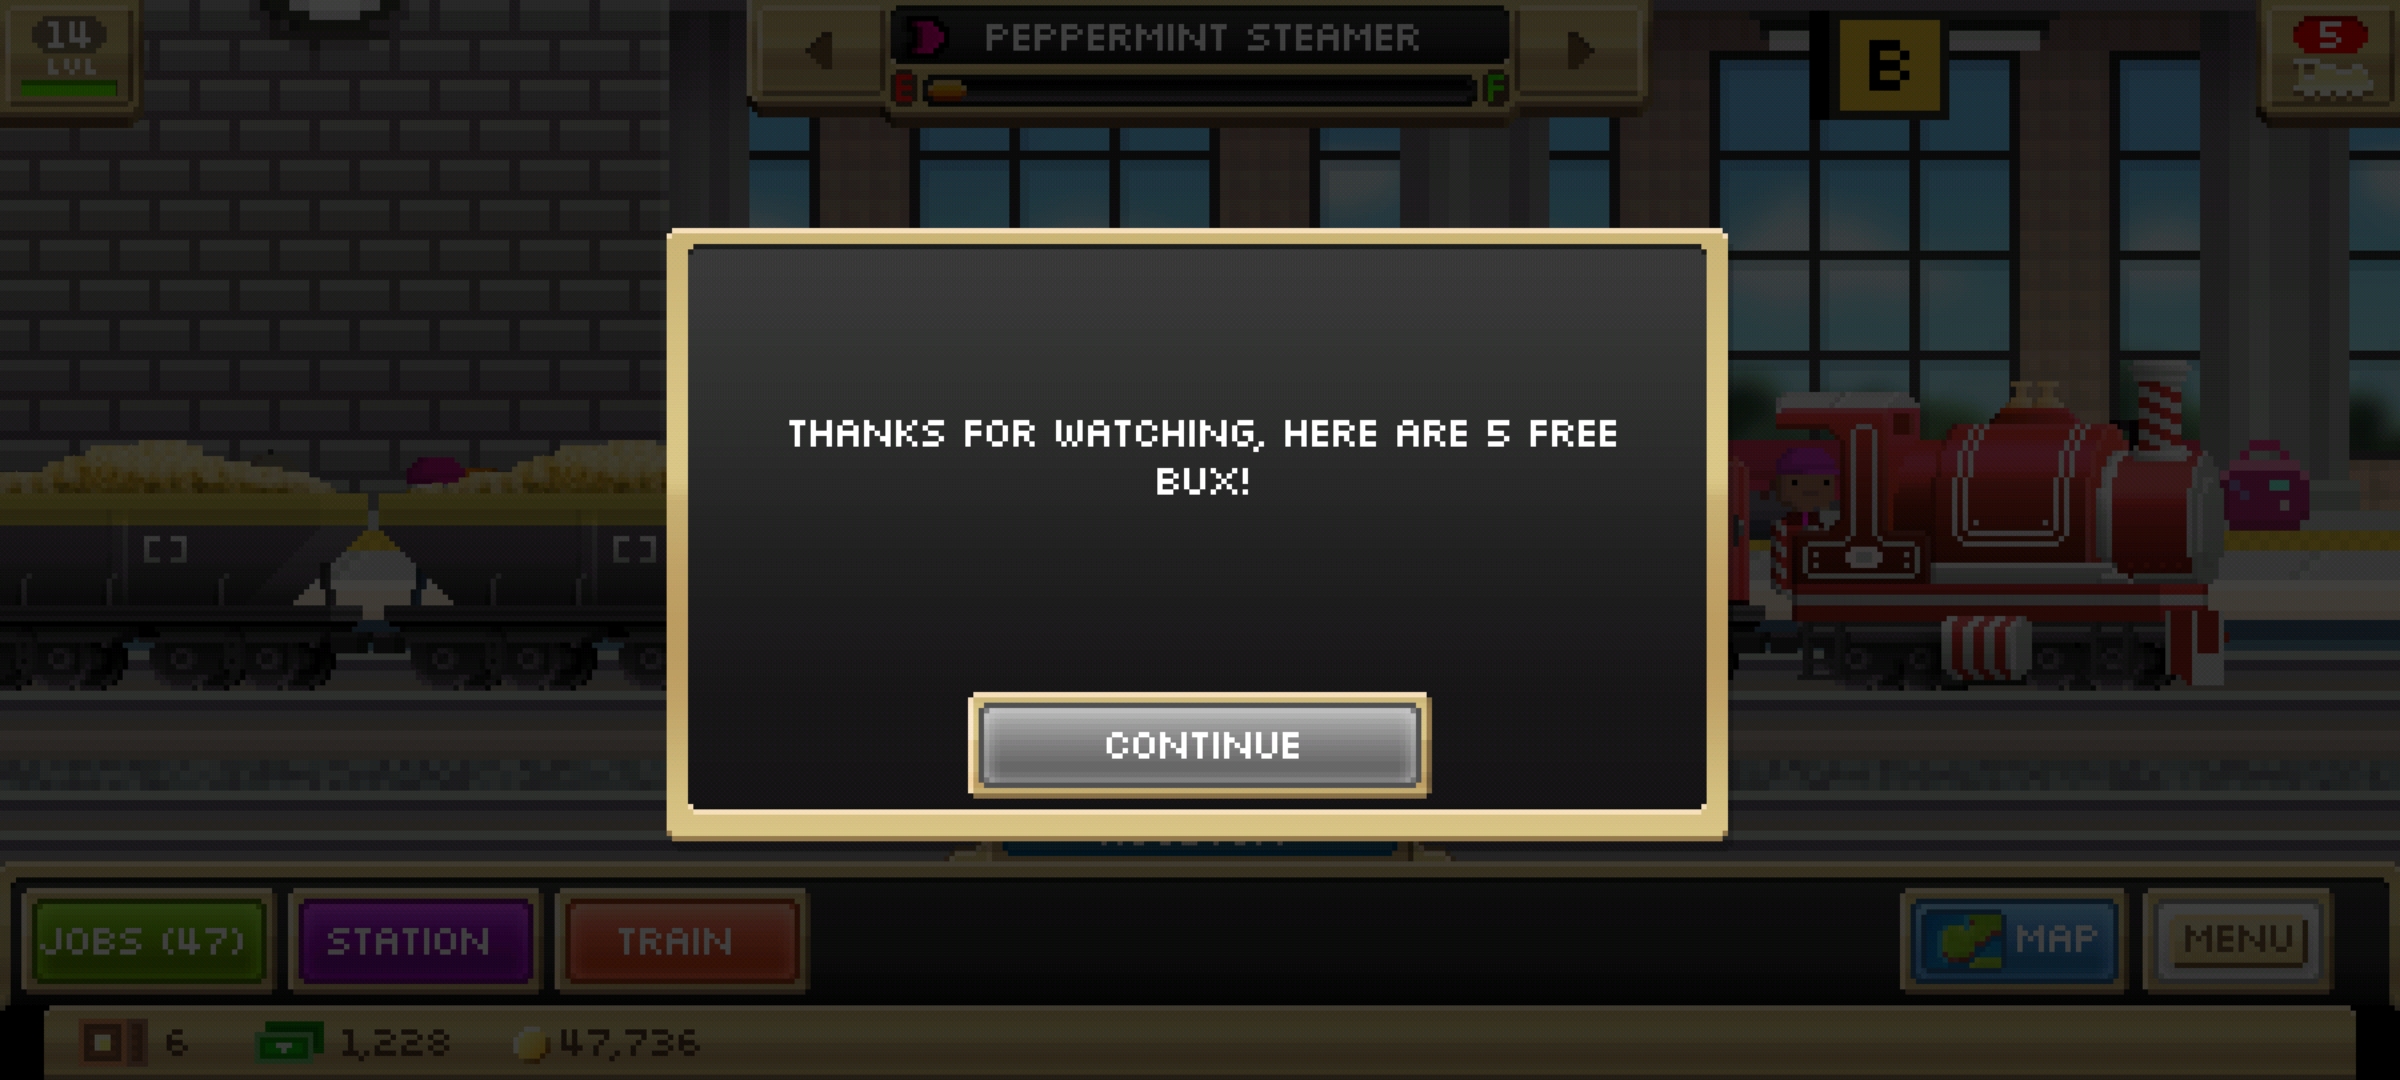 14
LVL
PEPPERMINT STEAMER
E
F
B
5
THANKS FOR WATCHING, HERE ARE 5 FREE
BUX!
CONTINUE
JOBS (47)
STATION
TRAIN
MAP
MENU
6
1,228
47,736